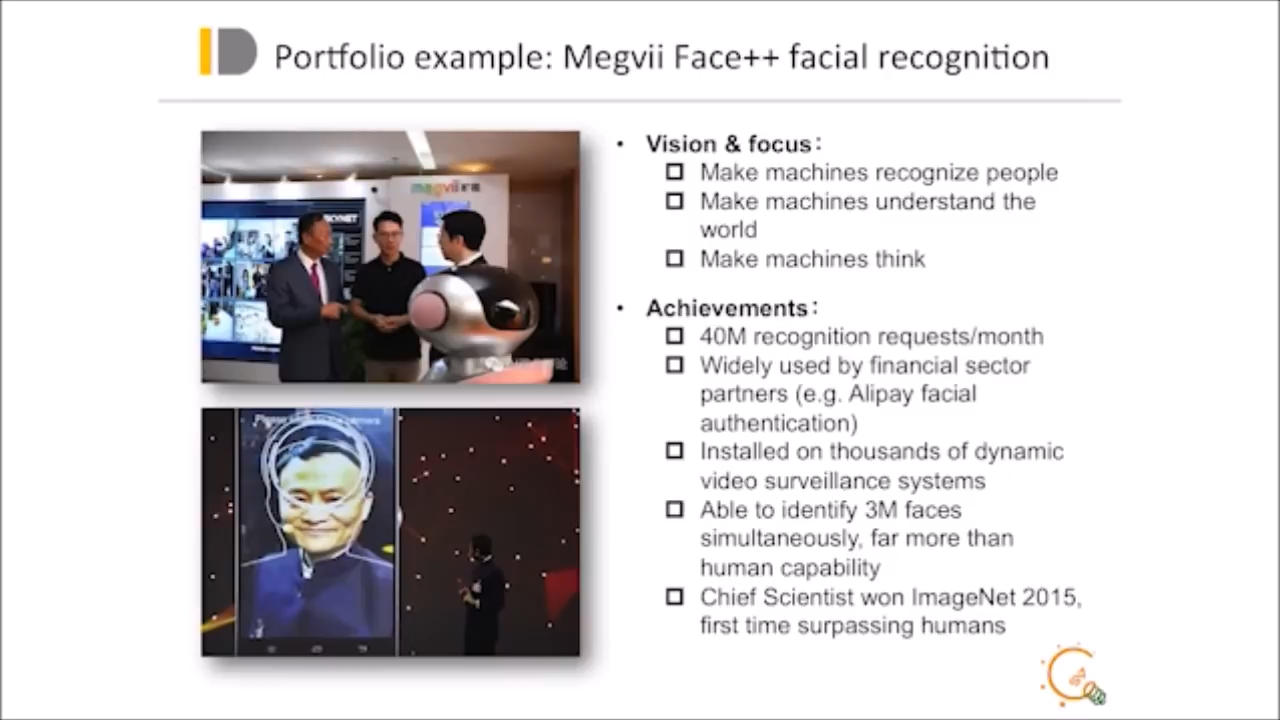 Portfolio example: Megvii Face++ facial recognition
• Vision & focus:
Make machines recognize people
Make machines understand the
world
Make machines think
• Achievements:
40M recognition requests/month
Widely used by financial sector
partners (e.g. Alipay facial
authentication)
Installed on thousands of dynamic
video surveillance systems
Able to identify 3M faces
simultaneously, far more than
human capability
Chief Scientist won ImageNet 2015,
first time surpassing humans
megvii